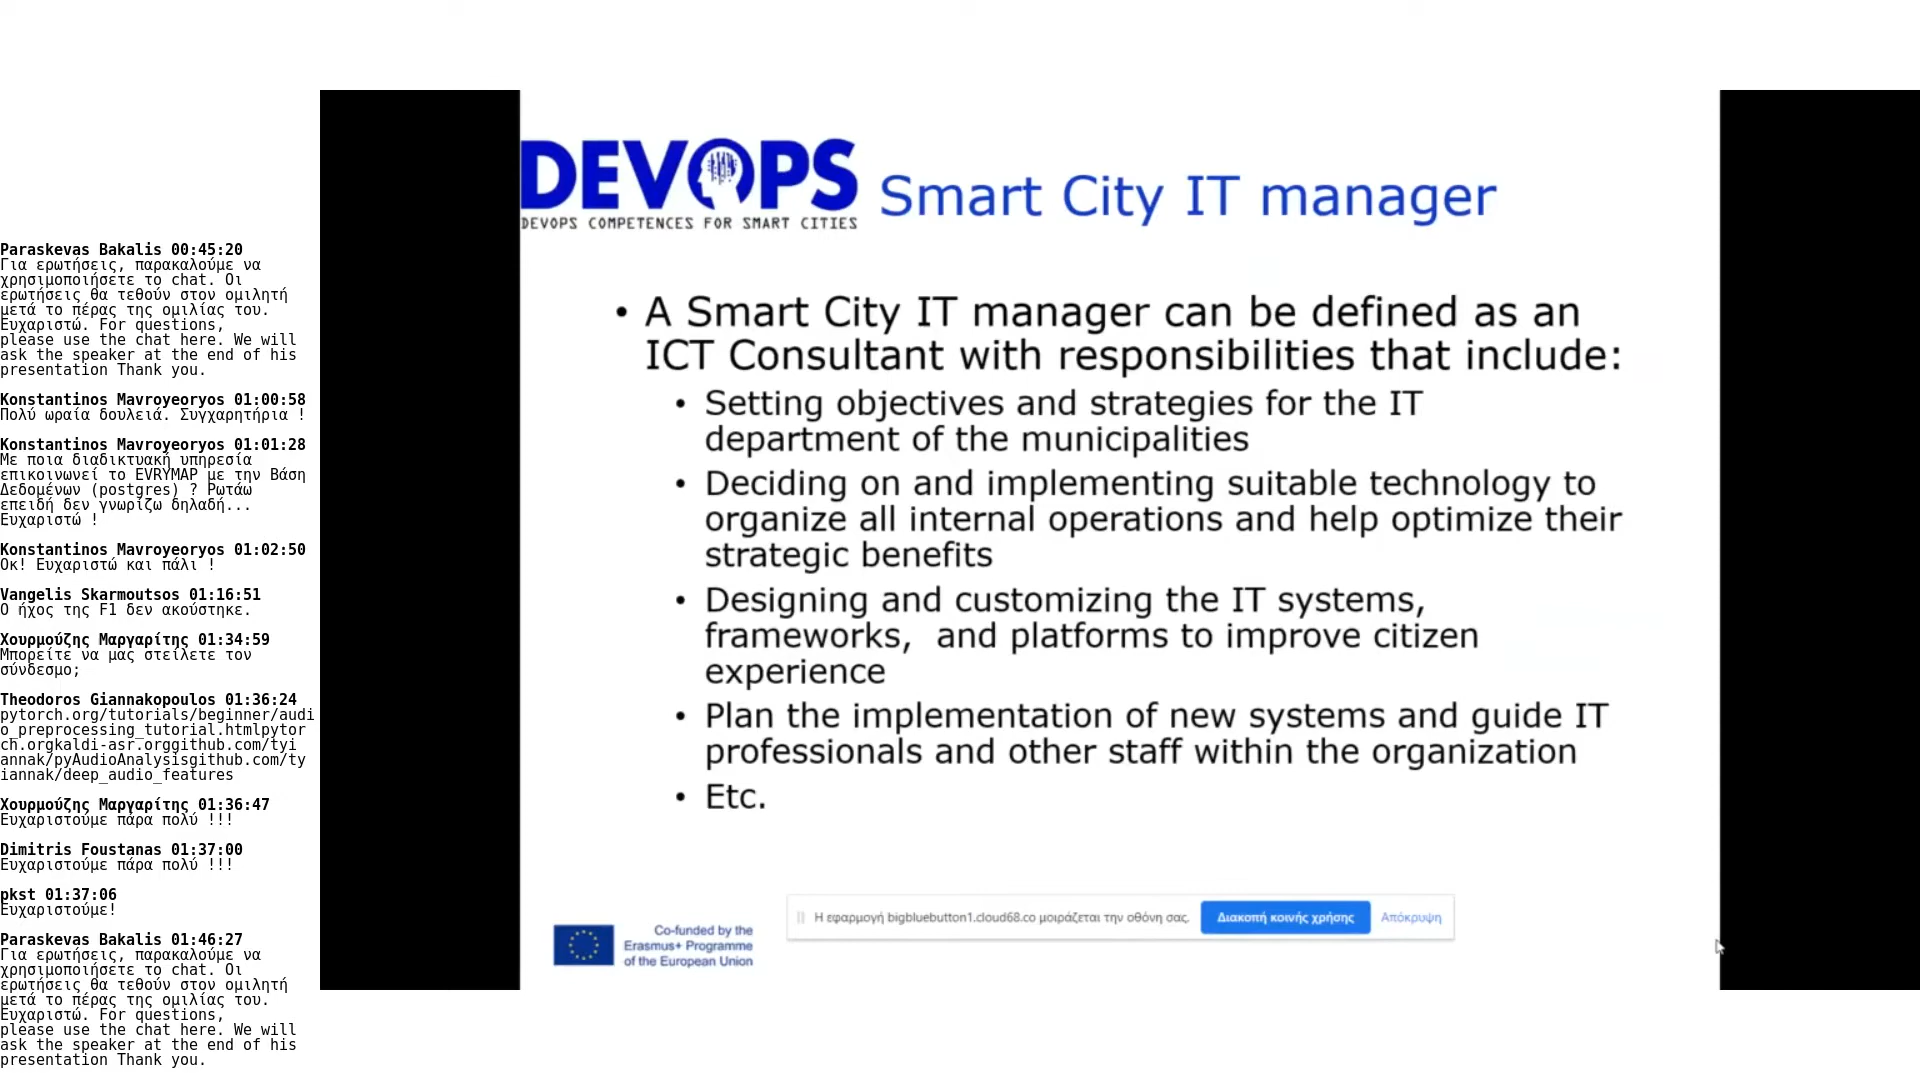 Paraskevas Bakalis 00:45:20
Για ερωτήσεις, παρακαλούμε να
χρησιμοποιήσετε το chat. Οι
ερωτήσεις θα τεθούν στον ομιλητή
μετά το πέρας της ομιλίας του.
Ευχαριστώ. For questions,
please use the chat here. We will
ask the speaker at the end of his
presentation Thank you.
Konstantinos Mavroyeoryos 01:00:58
Πολύ ωραία δουλειά. Συγχαρητήρια !
Konstantinos Mavroyeoryos 01:01:28
Με ποια διαδικτυακή υπηρεσία
επικοινωνεί το EVRYMAP με την Βάση
Δεδομένων (postgres) ? Ρωτάω
επειδή δεν γνωρίζω δηλαδή...
Ευχαριστώ !
Konstantinos Mavroyeoryos 01:02:50
Οκ! Ευχαριστώ και πάλι !
Vangelis Skarmoutsos 01:16:51
Ο ήχος της F1 δεν ακούστηκε.
Χουρμούζης Μαργαρίτης 01:34:59
Μπορείτε να μας στείλετε τον
σύνδεσμο;
Theodoros Giannakopoulos 01:36:24
pytorch.org/tutorials/beginner/audi
o_preprocessing_tutorial.htmlpytor
ch.orgkaldi-asr.orggithub.com/tyi
annak/pyAudioAnalysisgithub.com/ty
iannak/deep_audio_features
Χουρμούζης Μαργαρίτης 01:36:47
Ευχαριστούμε πάρα πολύ !!!
Dimitris Foustanas 01:37:00
Ευχαριστούμε πάρα πολύ !!!
pkst 01:37:06
Ευχαριστούμε!
Paraskevas Bakalis 01:46:27
Για ερωτήσεις, παρακαλούμε να
χρησιμοποιήσετε το chat. Οι
ερωτήσεις θα τεθούν στον ομιλητή
μετά το πέρας της ομιλίας του.
Ευχαριστώ. For questions,
please use the chat here. We will
ask the speaker at the end of his
presentation Thank you.
DEVOPS
DEVOPS COMPETENCES FOR SMART CITIES
Smart City IT manager
• A Smart City IT manager can be defined as an
ICT Consultant with responsibilities that include:
• Setting objectives and strategies for the IT
department of the municipalities
• Deciding on and implementing suitable technology to
organize all internal operations and help optimize their
strategic benefits
• Designing and customizing the IT systems,
frameworks,  and platforms to improve citizen
experience
• Plan the implementation of new systems and guide IT
professionals and other staff within the organization
• Etc.
Η εφαρμογή bigbluebutton1.cloud68.co μοιράζεται την οθόνη σας. Διακοπή κοινής χρήσης Απόκρυψη
Co-funded by the
Erasmus+ Programme
of the European Union